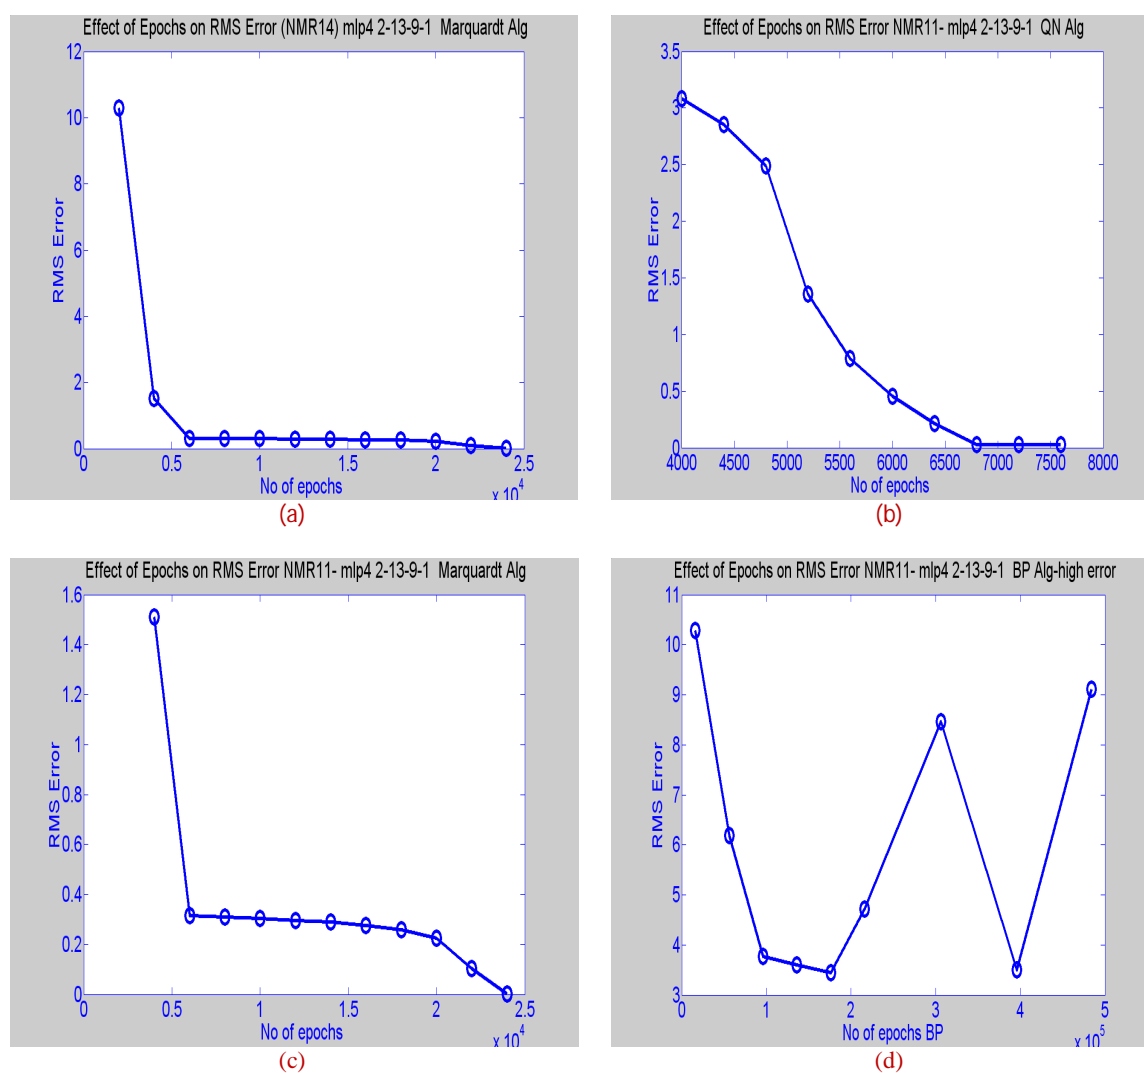 Effect of Epochs on RMS Error (NMR14) mlp4 2-13-9-1 Marquardt Alg
12
10
8
6
4
2
0
RMS Error
0 0.5 1 1.5 2 2.5
No of epochs
x 10^4
(a)
Effect of Epochs on RMS Error NMR11- mlp4 2-13-9-1 QN Alg
3.5
3
2.5
2
1.5
1
0.5
0
RMS Error
4000 4500 5000 5500 6000 6500 7000 7500 8000
No of epochs
(b)
Effect of Epochs on RMS Error NMR11- mlp4 2-13-9-1 Marquardt Alg
1.6
1.4
1.2
1
0.8
0.6
0.4
0.2
0
RMS Error
0 0.5 1 1.5 2 2.5
No of epochs
x 10^4
(c)
Effect of Epochs on RMS Error NMR11- mlp4 2-13-9-1 BP Alg-high error
11
10
9
8
7
6
5
4
3
RMS Error
0 1 2 3 4 5
No of epochs BP
x 10^5
(d)